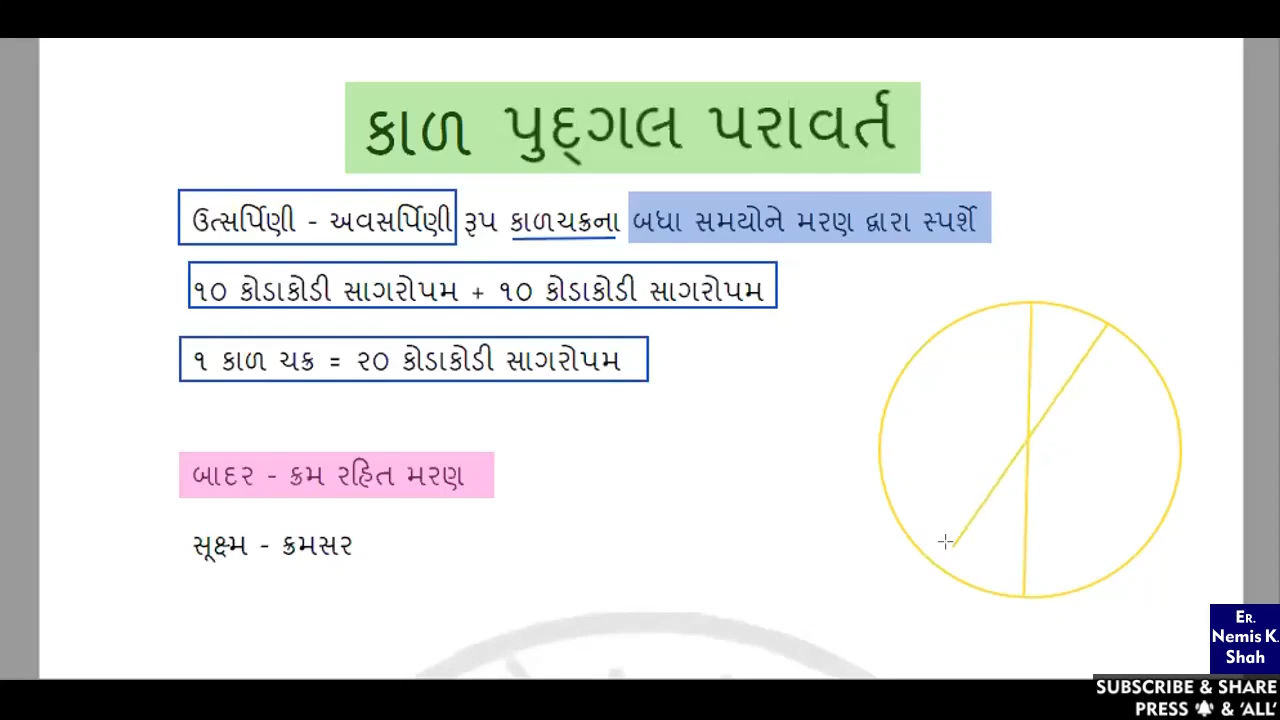 કાળ પુદ્ગલ પરાવર્ત
ઉત્સર્પિણી - અવસર્પિણી રૂપ કાળચક્રના બધા સમયોને મરણ દ્વારા સ્પર્શે
૧૦ કોડાકોડી સાગરોપમ + ૧૦ કોડાકોડી સાગરોપમ
૧ કાળ ચક્ર = ૨૦ કોડાકોડી સાગરોપમ
બાદર - ક્રમ રહિત મરણ
સૂક્ષ્મ - ક્રમસર
ER.
Nemis K.
Shah
SUBSCRIBE & SHARE
PRESS & ‘ALL’